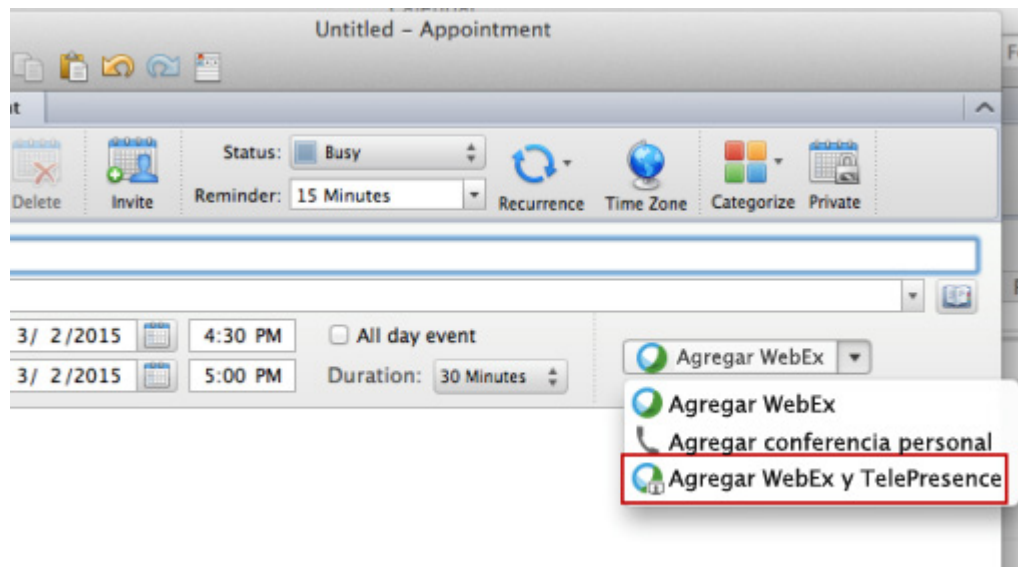 Untitled – Appointment
nt
Status: Busy
Reminder: 15 Minutes
Delete Invite Recurrence Time Zone Categorize Private
3/ 2/2015 4:30 PM All day event
3/ 2/2015 5:00 PM Duration: 30 Minutes
Agregar WebEx
Agregar WebEx
Agregar conferencia personal
Agregar WebEx y TelePresence